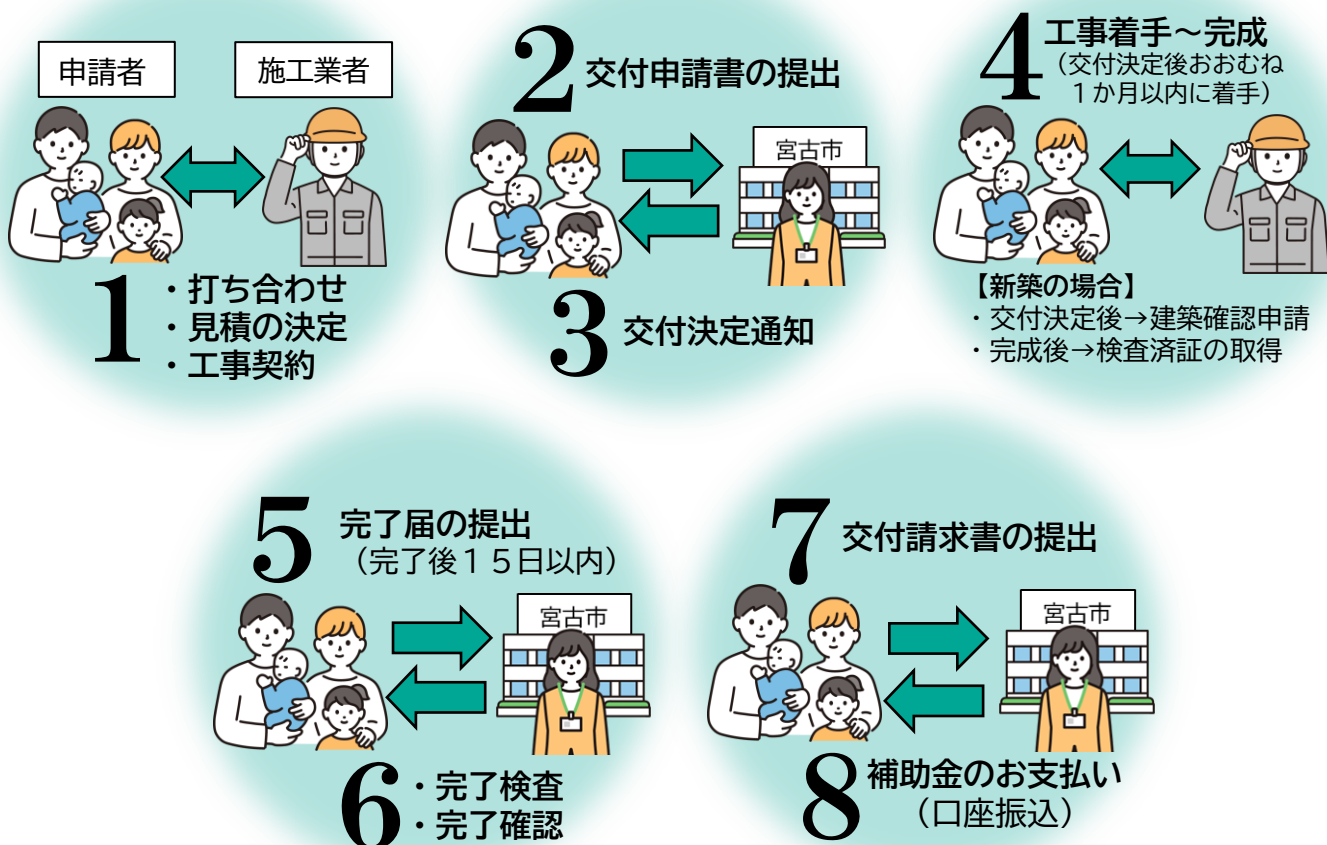 申請者
施工業者
1
・打ち合わせ
・見積の決定
・工事契約
2
交付申請書の提出
宮古市
3
交付決定通知
4
工事着手～完成
（交付決定後おおむね
１か月以内に着手）
【新築の場合】
・交付決定後→建築確認申請
・完成後→検査済証の取得
5
完了届の提出
（完了後１５日以内）
宮古市
6
・完了検査
・完了確認
7
交付請求書の提出
宮古市
8
補助金のお支払い
（口座振込）